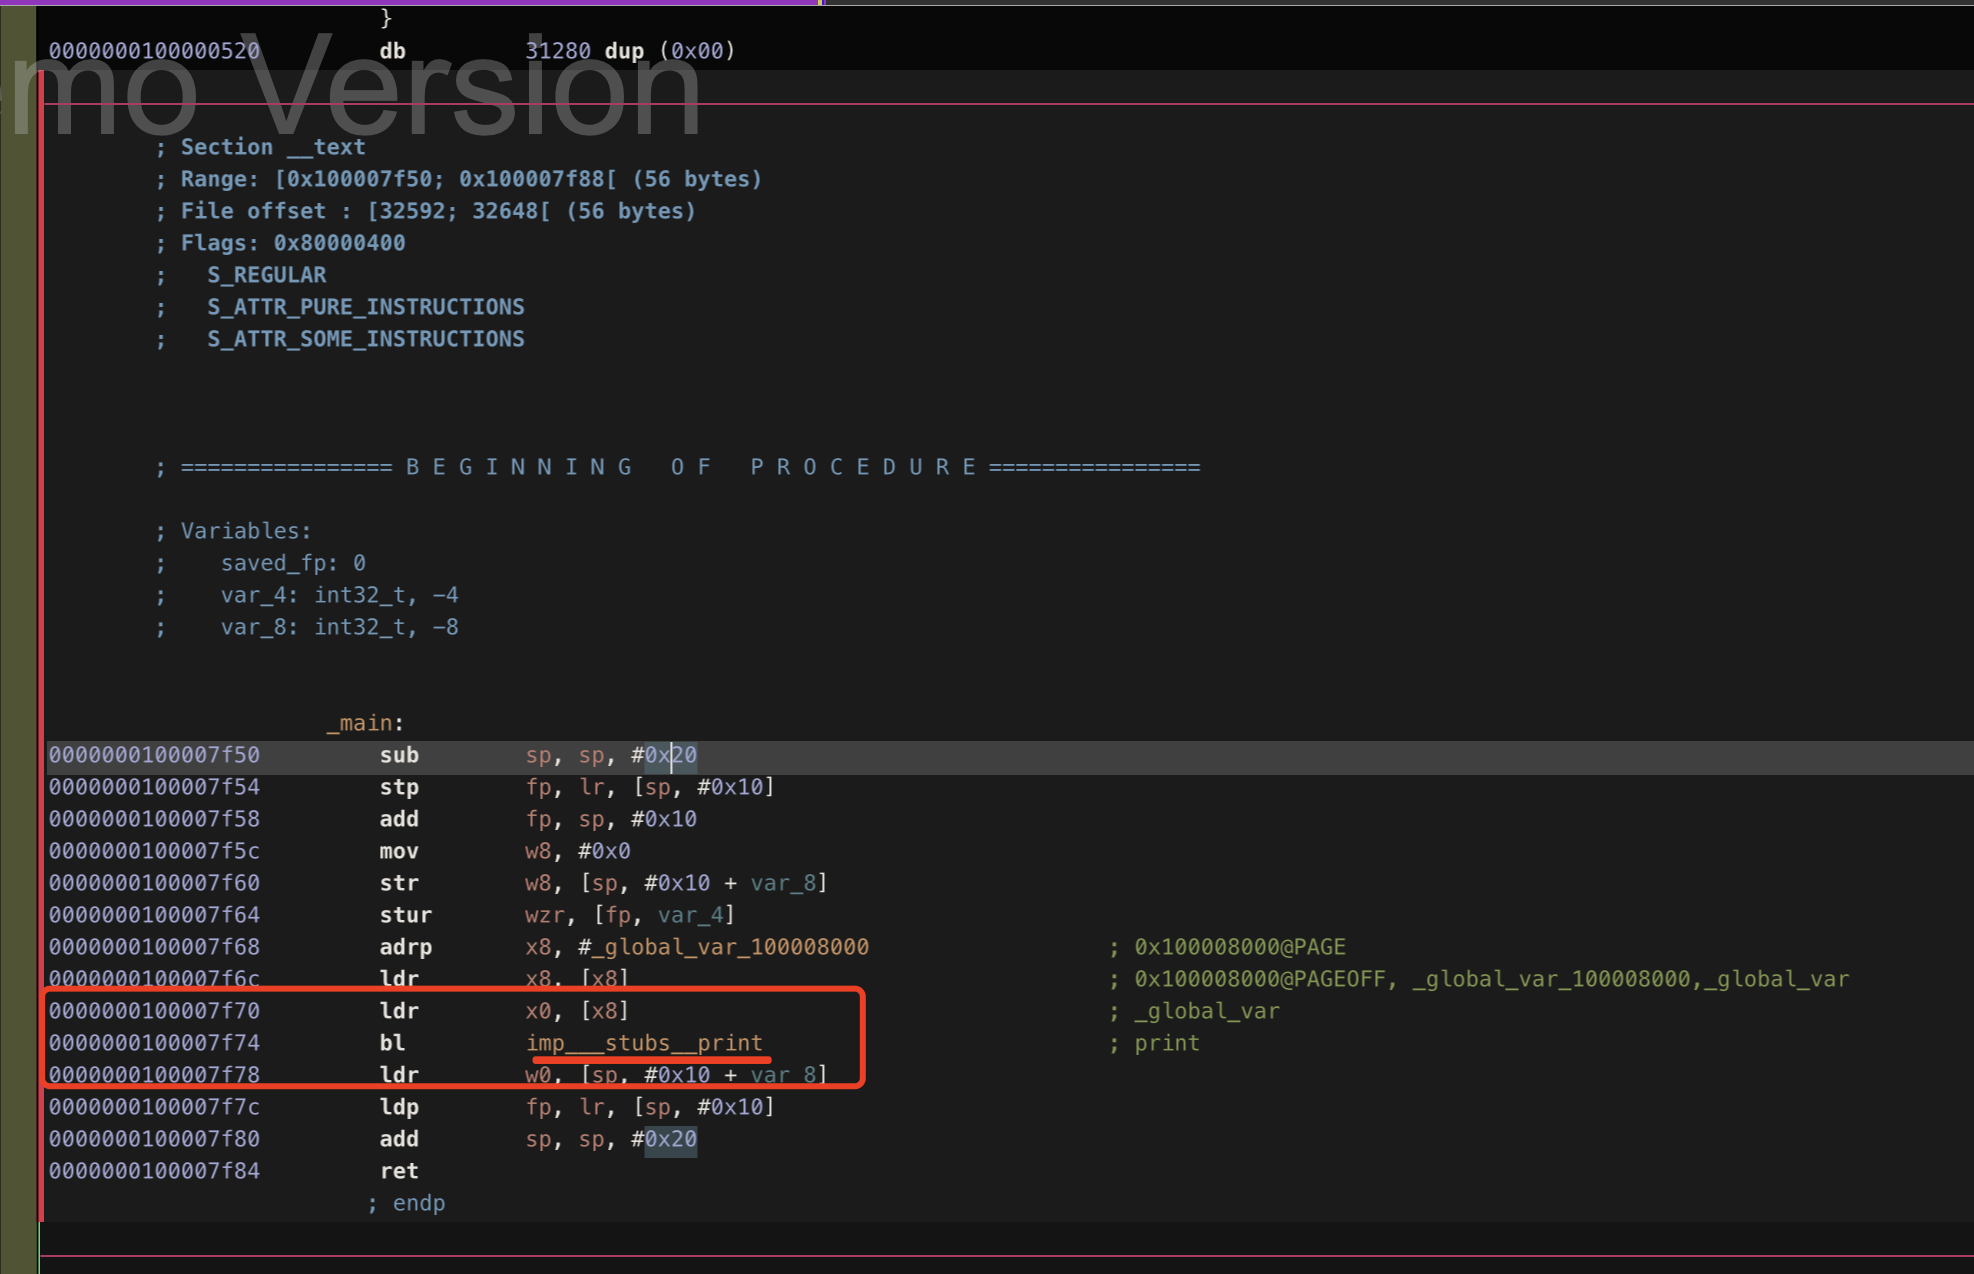 }
0000000100000520 db 31280 dup (0x00)
mo Version
; Section __text
; Range: [0x100007f50; 0x100007f88[ (56 bytes)
; File offset : [32592; 32648[ (56 bytes)
; Flags: 0x80000400
;   S_REGULAR
;   S_ATTR_PURE_INSTRUCTIONS
;   S_ATTR_SOME_INSTRUCTIONS
; ================ B E G I N N I N G   O F   P R O C E D U R E ================
; Variables:
;    saved_fp: 0
;    var_4: int32_t, -4
;    var_8: int32_t, -8
_main:
0000000100007f50 sub sp, sp, #0x20
0000000100007f54 stp fp, lr, [sp, #0x10]
0000000100007f58 add fp, sp, #0x10
0000000100007f5c mov w8, #0x0
0000000100007f60 str w8, [sp, #0x10 + var_8]
0000000100007f64 stur wzr, [fp, var_4]
0000000100007f68 adrp x8, #_global_var_100008000 ; 0x100008000@PAGE
0000000100007f6c ldr x8, [x8] ; 0x100008000@PAGEOFF, _global_var_100008000,_global_var
0000000100007f70 ldr x0, [x8] ; _global_var
0000000100007f74 bl imp___stubs__print ; print
0000000100007f78 ldr w0, [sp, #0x10 + var_8]
0000000100007f7c ldp fp, lr, [sp, #0x10]
0000000100007f80 add sp, sp, #0x20
0000000100007f84 ret
; endp